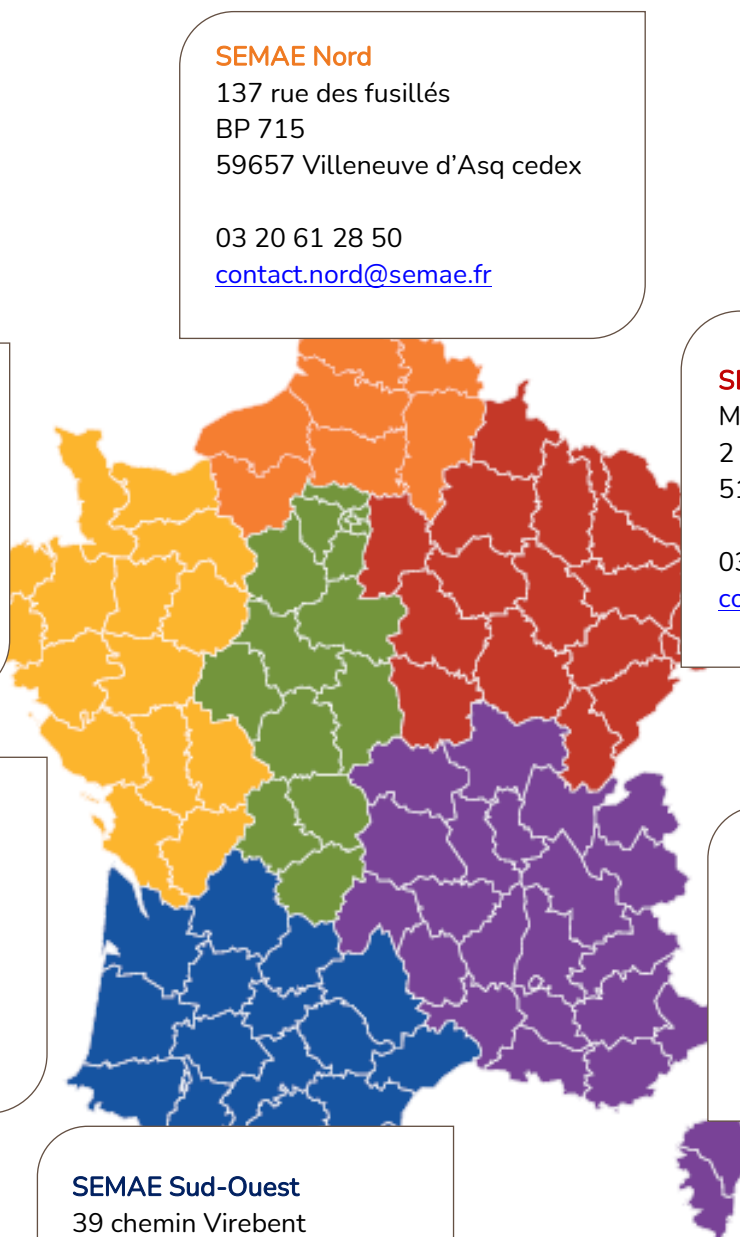 SEMAE Nord
137 rue des fusillés
BP 715
59657 Villeneuve d’Asq cedex
03 20 61 28 50
contact.nord@semae.fr
2
SEMAE Sud-Ouest
39 chemin Virebent